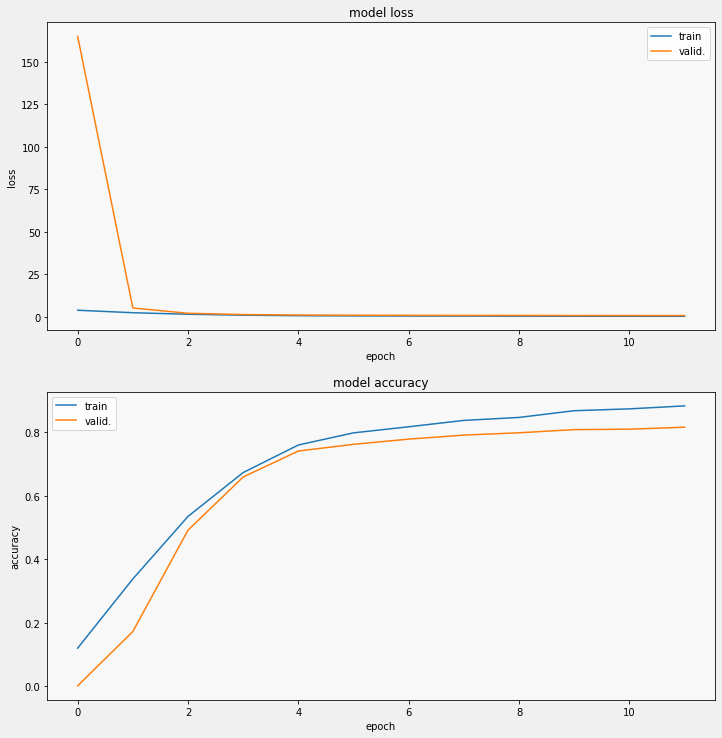 model loss
train
valid.
150
125
100
75
50
25
0
loss
0 2 4 6 8 10
epoch
model accuracy
train
valid.
0.8
0.6
0.4
0.2
0.0
accuracy
0 2 4 6 8 10
epoch